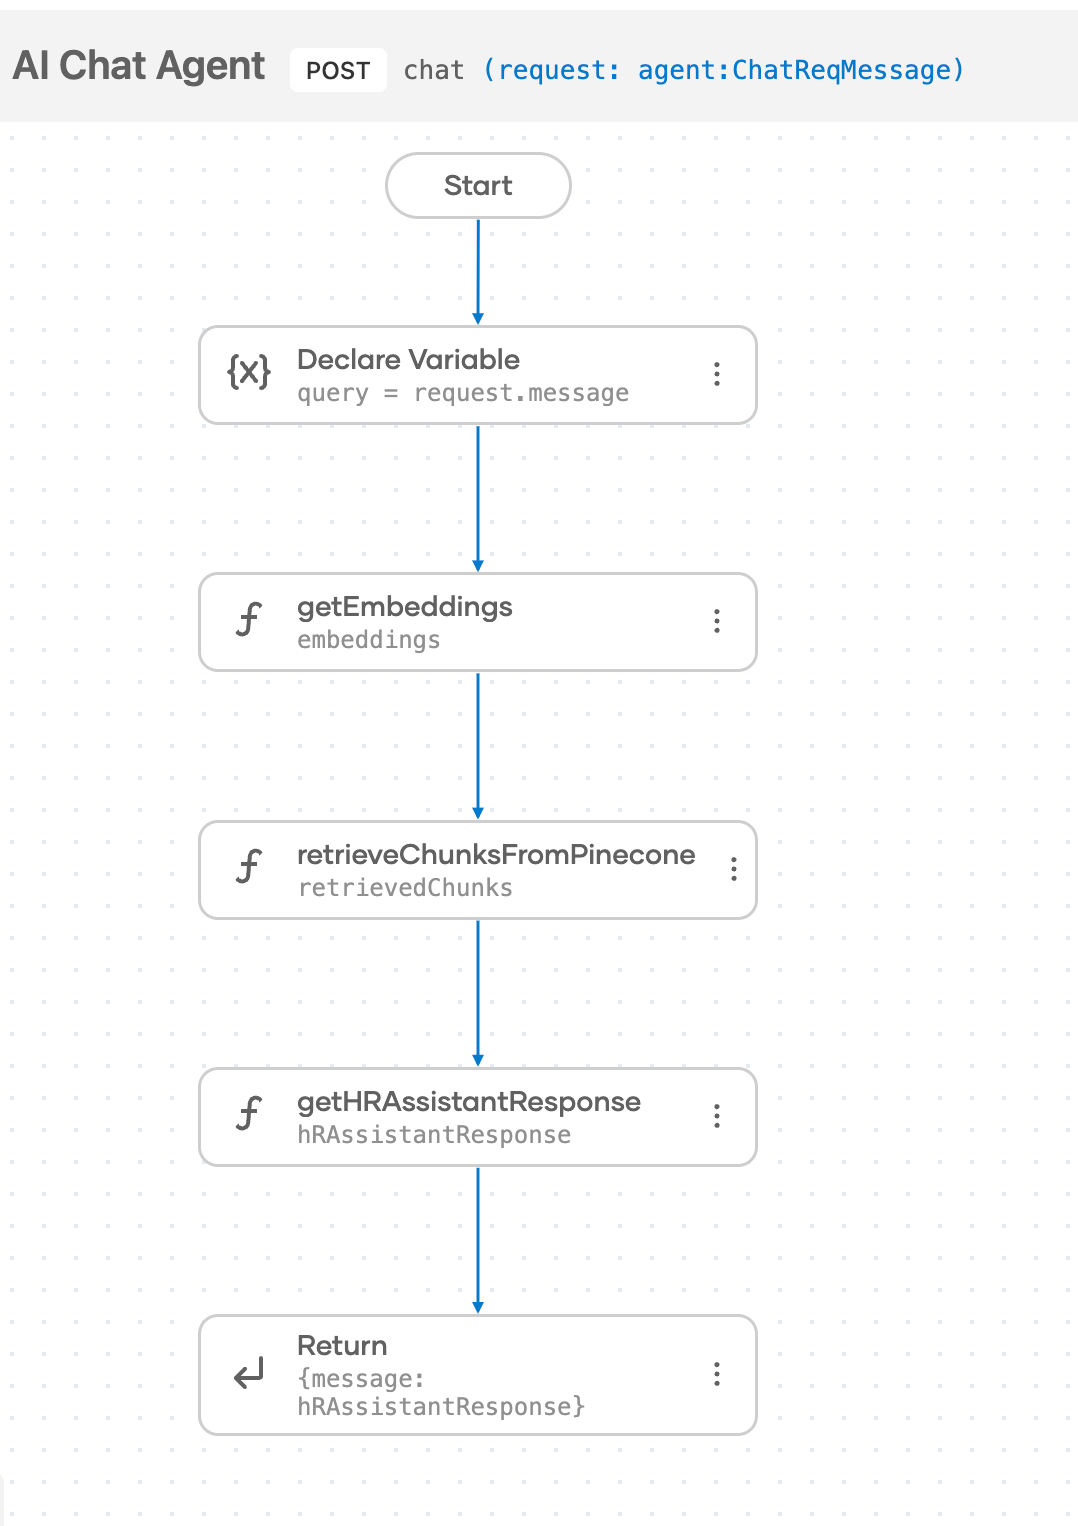 AI Chat Agent POST chat (request: agent:ChatReqMessage)
Start
{x} Declare Variable
query = request.message
getEmbeddings
embeddings
retrieveChunksFromPinecone
retrievedChunks
getHRAssistantResponse
hRAssistantResponse
Return
{message:
hRAssistantResponse}